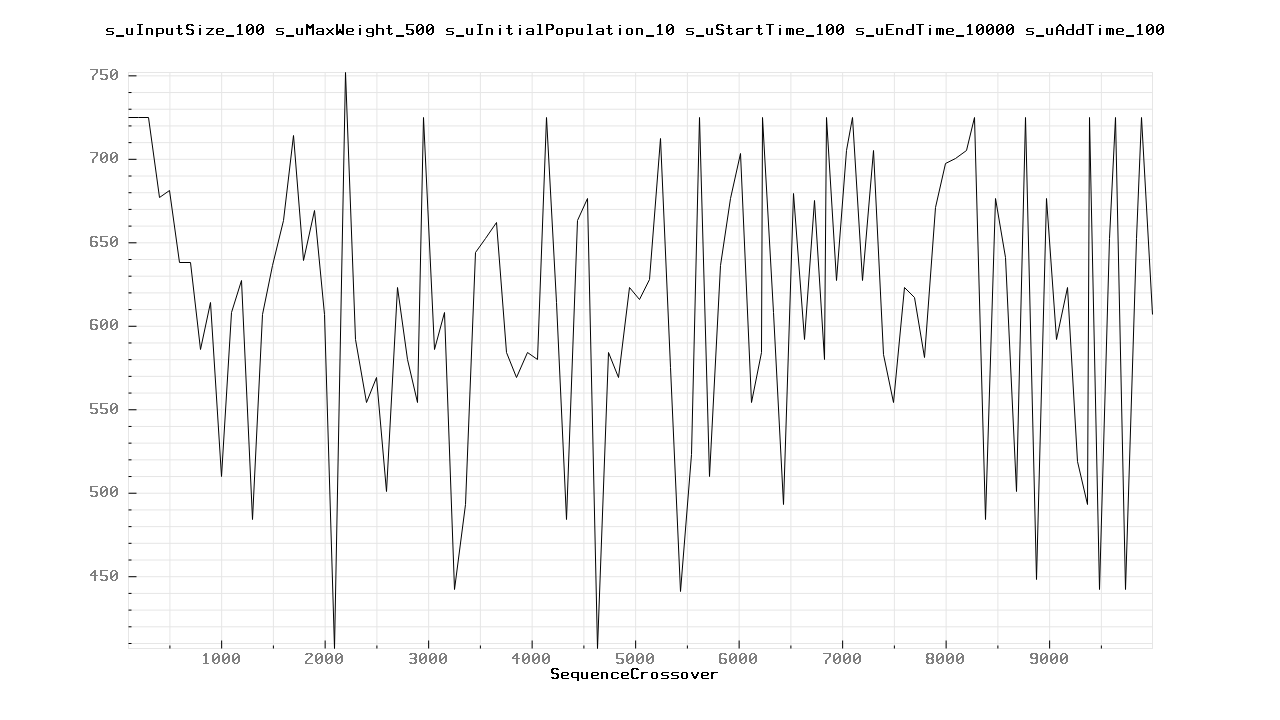 s_uInputSize_100 s_uMaxWeight_500 s_uInitialPopulation_10 s_uStartTime_100 s_uEndTime_10000 s_uAddTime_100
750
700
650
600
550
500
450
1000 2000 3000 4000 5000 6000 7000 8000 9000
SequenceCrossover